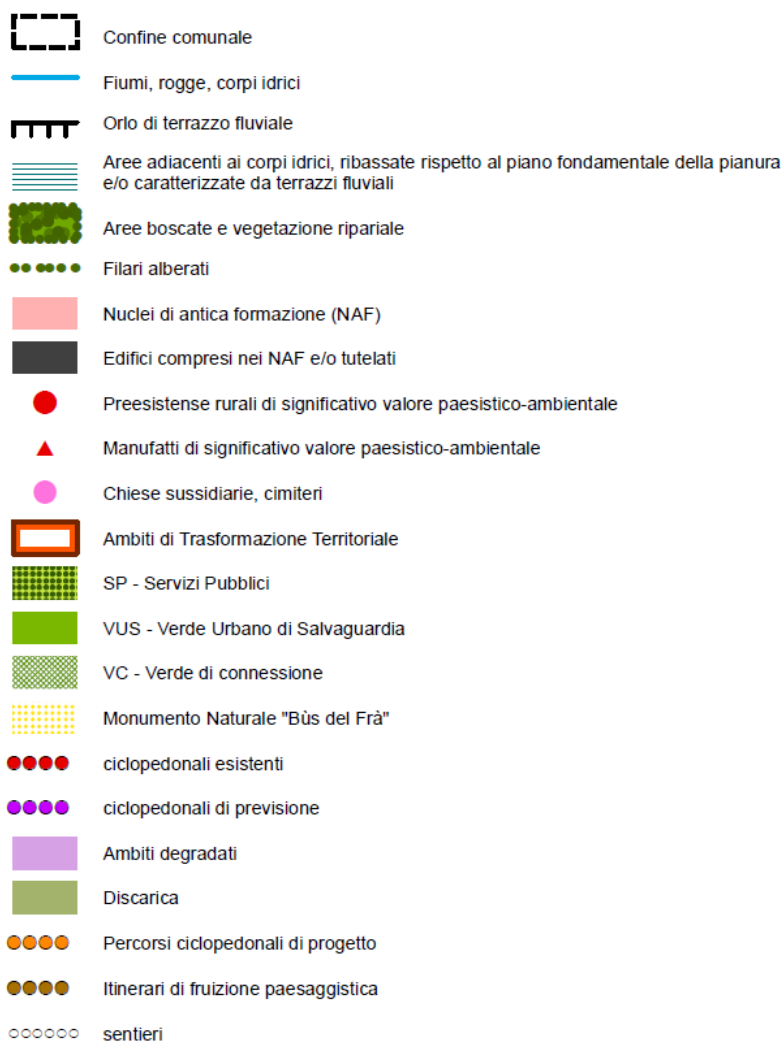 Confine comunale
Fiumi, rogge, corpi idrici
Orlo di terrazzo fluviale
Aree adiacenti ai corpi idrici, ribassate rispetto al piano fondamentale della pianura
e/o caratterizzate da terrazzi fluviali
Aree boscate e vegetazione ripariale
Filari alberati
Nuclei di antica formazione (NAF)
Edifici compresi nei NAF e/o tutelati
Preesistense rurali di significativo valore paesistico-ambientale
Manufatti di significativo valore paesistico-ambientale
Chiese sussidiarie, cimiteri
Ambiti di Trasformazione Territoriale
SP - Servizi Pubblici
VUS - Verde Urbano di Salvaguardia
VC - Verde di connessione
Monumento Naturale "Bùs del Frà"
ciclopedonali esistenti
ciclopedonali di previsione
Ambiti degradati
Discarica
Percorsi ciclopedonali di progetto
Itinerari di fruizione paesaggistica
sentieri